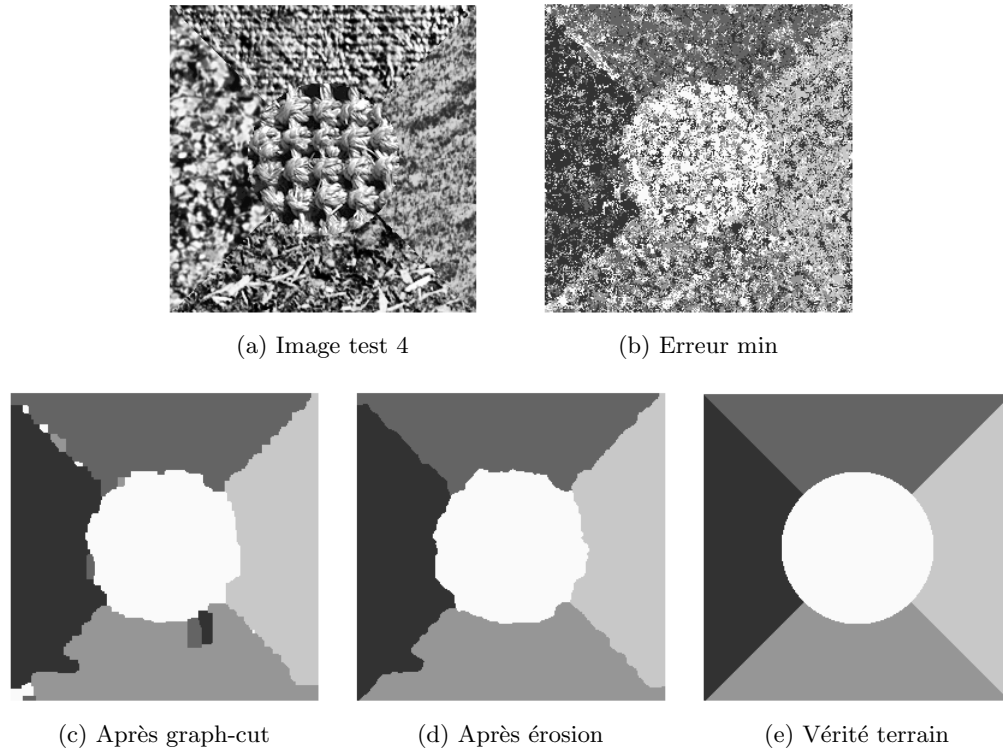 (a) Image test 4
(b) Erreur min
(c) Après graph-cut
(d) Après érosion
(e) Vérité terrain